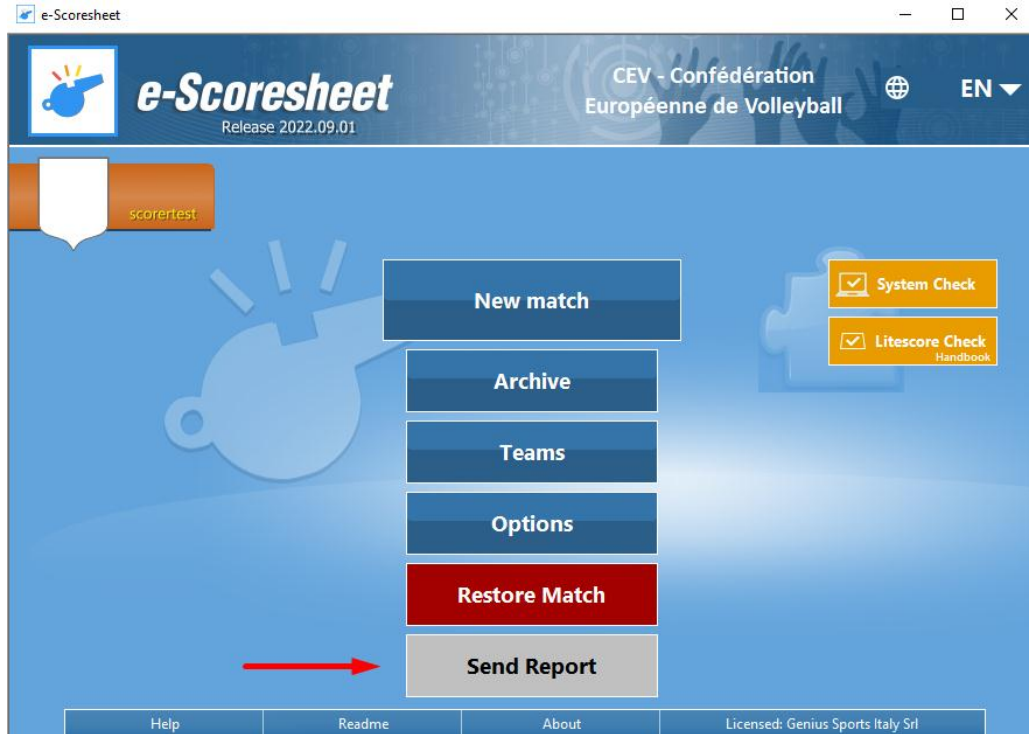 e-Scoresheet
e-Scoresheet
Release 2022.09.01
CEV - Confédération
Européenne de Volleyball
EN
scorertest
New match
System Check
Litescore Check
Handbook
Archive
Teams
Options
Restore Match
Send Report
Help
Readme
About
Licensed: Genius Sports Italy Srl